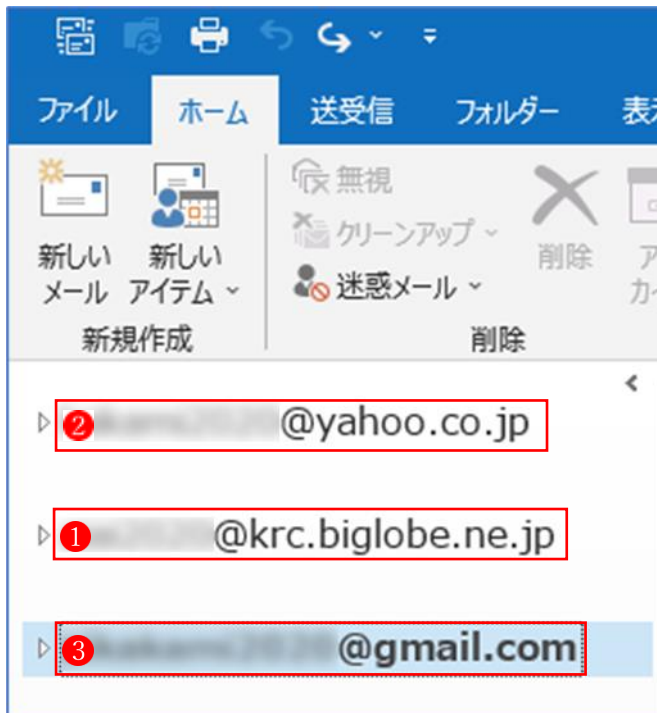 ファイル ホーム 送受信 フォルダー
新しい
メール
新しい
アイテム
新規作成
無視
クリーンアップ
迷惑メール
削除
削除
❷ @yahoo.co.jp
❶ @krc.biglobe.ne.jp
❸ @gmail.com